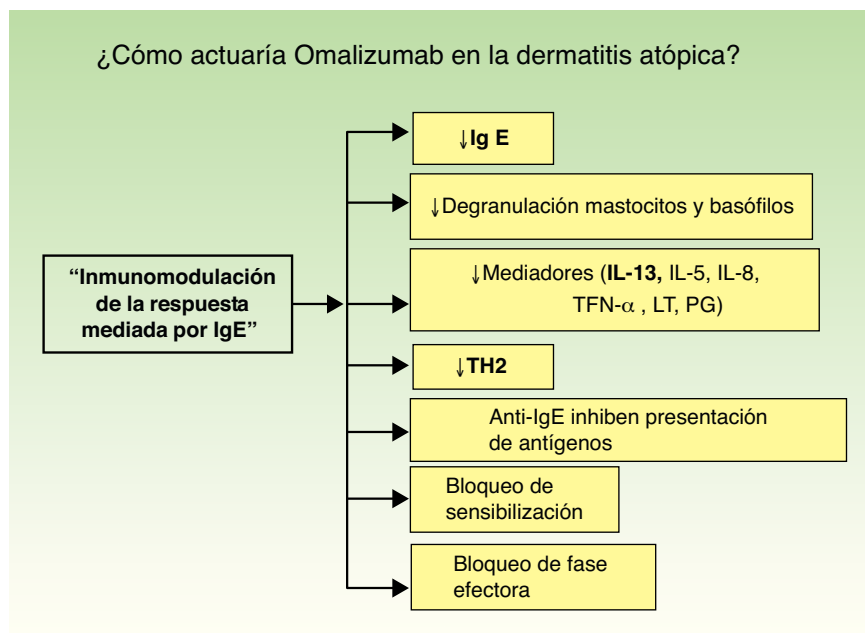 ¿Cómo actuaría Omalizumab en la dermatitis atópica?
“Inmunomodulación
de la respuesta
mediada por IgE”
↓Ig E
↓Degranulación mastocitos y basófilos
↓Mediadores (IL-13, IL-5, IL-8,
TFN-α , LT, PG)
↓TH2
Anti-IgE inhiben presentación
de antígenos
Bloqueo de
sensibilización
Bloqueo de fase
efectora